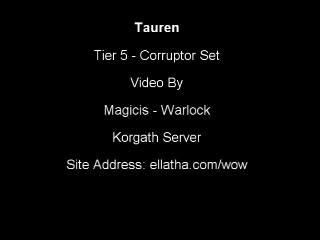 Tauren
Tier 5 - Corruptor Set
Video By
Magicis - Warlock
Korgath Server
Site Address: ellatha.com/wow